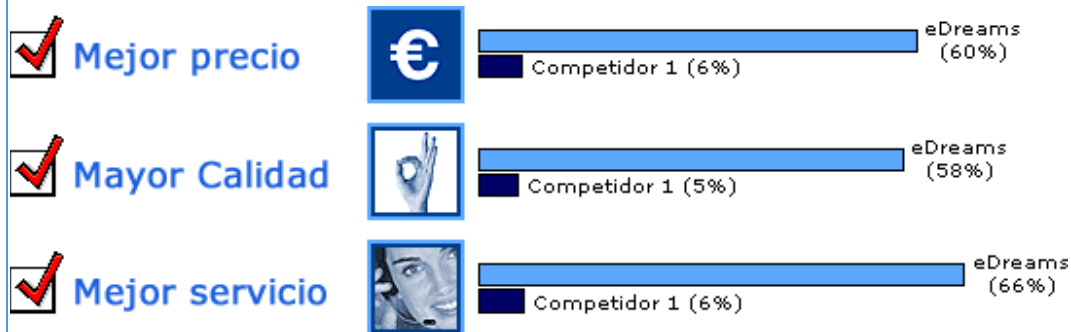 Mejor precio
€
eDreams
(60%)
Competidor 1 (6%)
Mayor Calidad
eDreams
(58%)
Competidor 1 (5%)
Mejor servicio
eDreams
(66%)
Competidor 1 (6%)